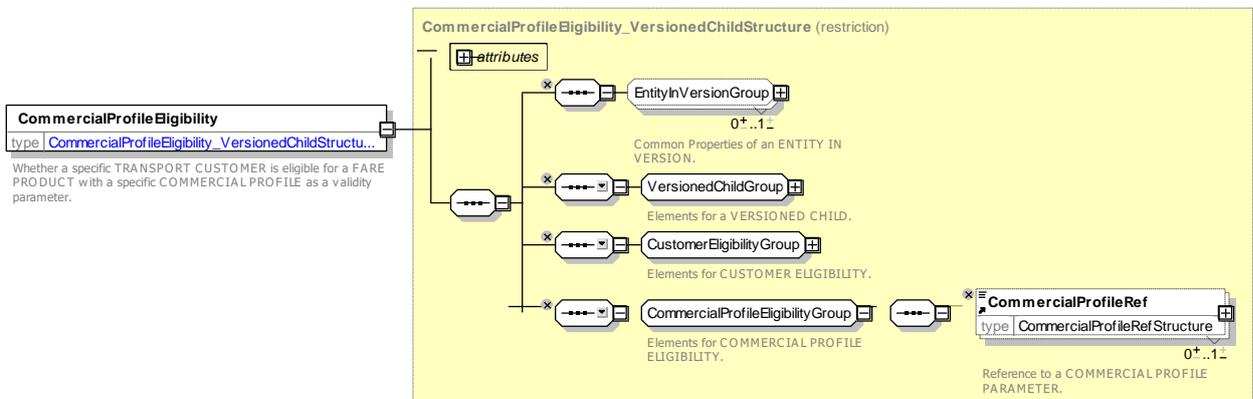 CommercialProfileEligibility_VersionedChildStructure (restriction)
attributes
EntityInVersionGroup
0..1
Common Properties of an ENTITY IN
VERSION.
CommercialProfileEligibility
type CommercialProfileEligibility_VersionedChildStructu...
Whether a specific TRANSPORT CUSTOMER is eligible for a FARE
PRODUCT with a specific COMMERCIAL PROFILE as a validity
parameter.
VersionedChildGroup
Elements for a VERSIONED CHILD.
CustomerEligibilityGroup
Elements for CUSTOMER ELIGIBILITY.
CommercialProfileEligibilityGroup
Elements for COMMERCIAL PROFILE
ELIGIBILITY.
CommercialProfileRef
type CommercialProfileRefStructure
0..1
Reference to a COMMERCIAL PROFILE
PARAMETER.